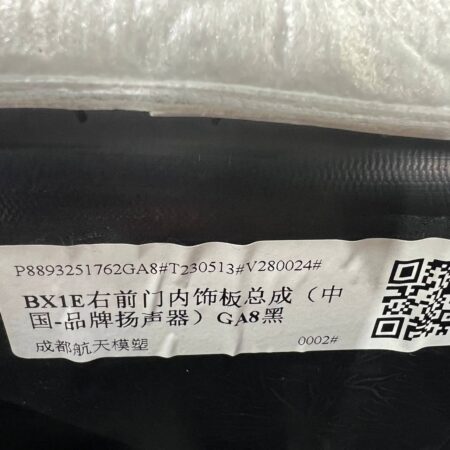 P8893251762GA8#T230513#V280024#
BX1E右前门内饰板总成（中
国-品牌扬声器）GA8黑
成都航天模塑 0002#